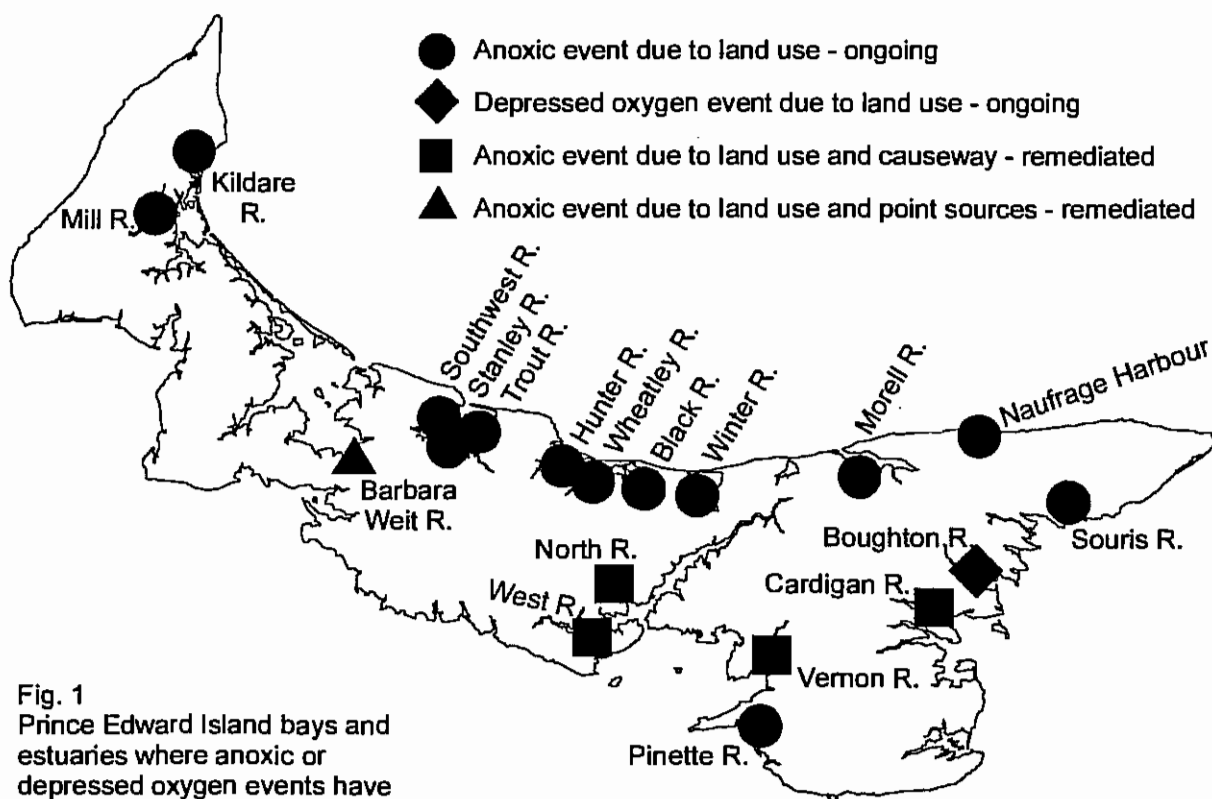 Anoxic event due to land use - ongoing
Depressed oxygen event due to land use - ongoing
Anoxic event due to land use and causeway - remediated
Anoxic event due to land use and point sources - remediated
Kildare
R.
Mill R.
Southwest R.
Stanley R.
Trout R.
Hunter R.
Wheatley R.
Black R.
Winter R.
Morell R.
Naufrage Harbour
Barbara
Weit R.
North R.
West R.
Boughton R.
Souris R.
Cardigan R.
Vernon R.
Pinette R.
Fig. 1
Prince Edward Island bays and
estuaries where anoxic or
depressed oxygen events have